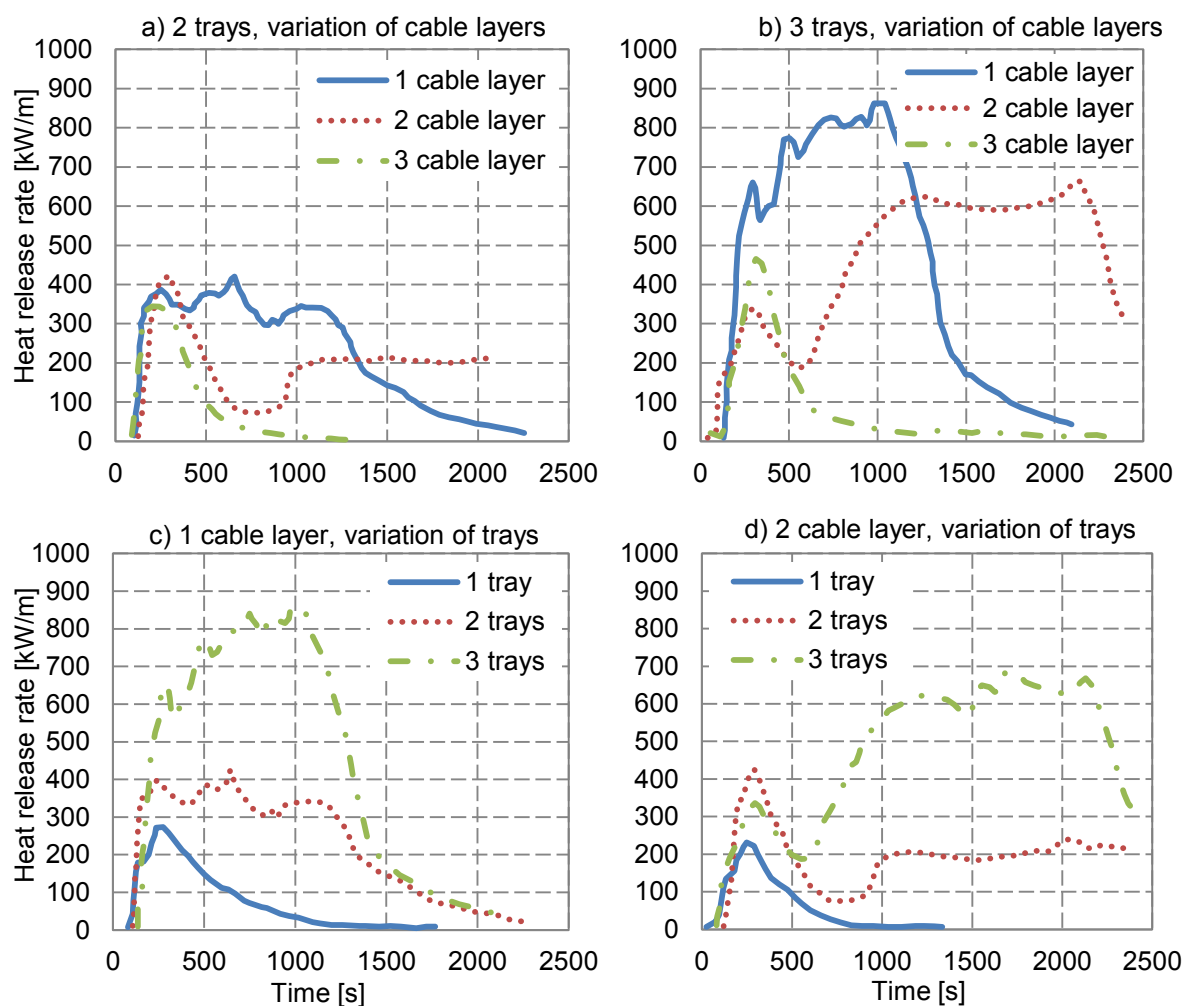 a) 2 trays, variation of cable layers
Heat release rate [kW/m]
1000
900
800
700
600
500
400
300
200
100
0
1 cable layer
2 cable layer
3 cable layer
0 500 1000 1500 2000 2500
b) 3 trays, variation of cable layers
1000
900
800
700
600
500
400
300
200
100
0
1 cable layer
2 cable layer
3 cable layer
0 500 1000 1500 2000 2500
c) 1 cable layer, variation of trays
Heat release rate [kW/m]
1000
900
800
700
600
500
400
300
200
100
0
1 tray
2 trays
3 trays
0 500 1000 1500 2000 2500
Time [s]
d) 2 cable layer, variation of trays
1000
900
800
700
600
500
400
300
200
100
0
1 tray
2 trays
3 trays
0 500 1000 1500 2000 2500
Time [s]